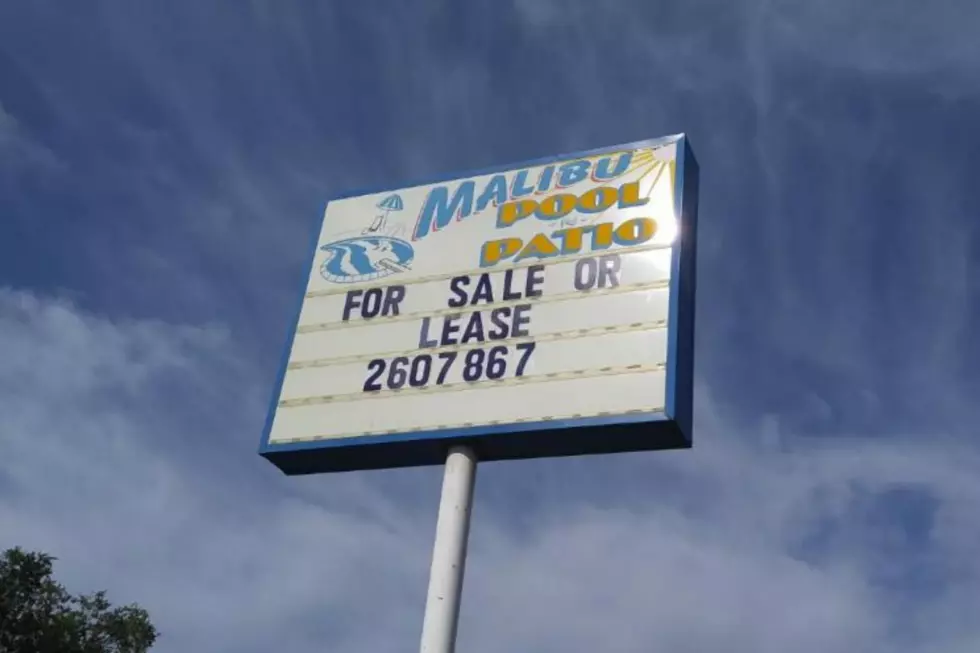 MALIBU
POOL
PATIO
FOR SALE OR
LEASE
2607867